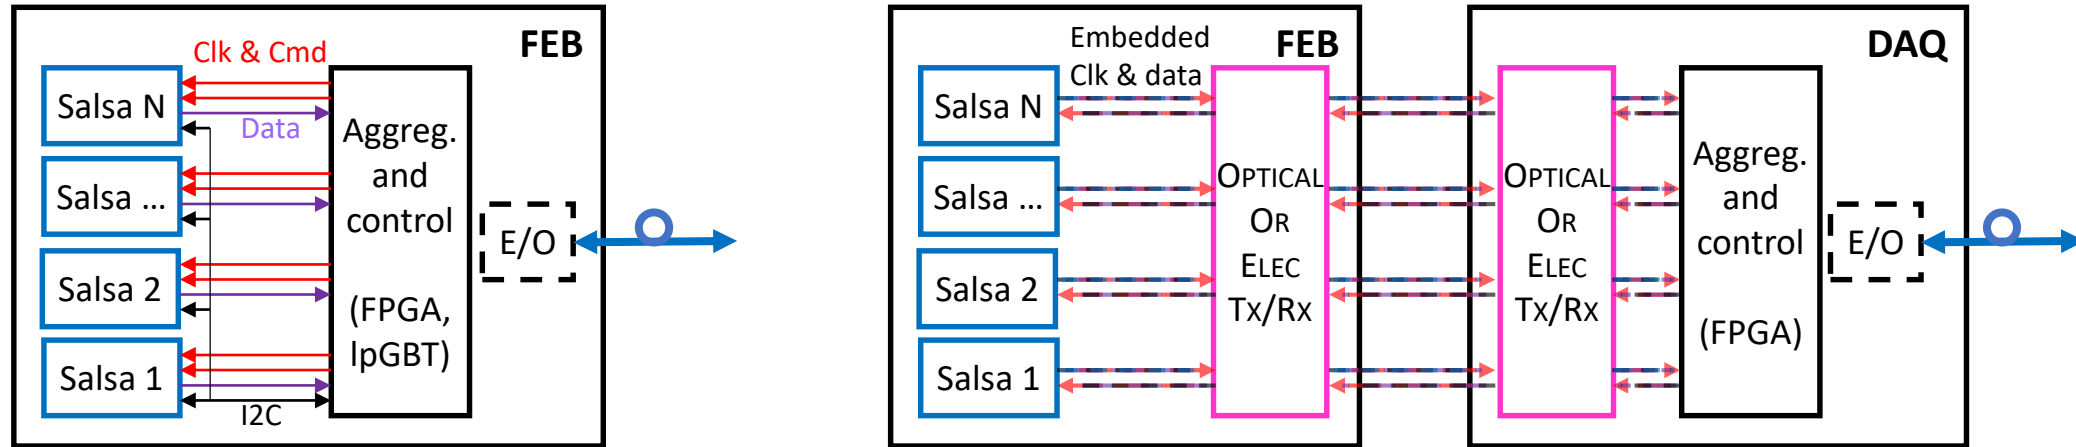 FEB
Clk & Cmd
Salsa N
Data
Salsa ...
Salsa 2
Salsa 1
I2C
Aggreg.
and
control
(FPGA,
lpGBT)
E/O
Embedded
Clk & data
FEB
Salsa N
Salsa ...
Salsa 2
Salsa 1
OPTICAL
OR
ELEC
TX/RX
DAQ
OPTICAL
OR
ELEC
TX/RX
Aggreg.
and
control
(FPGA)
E/O